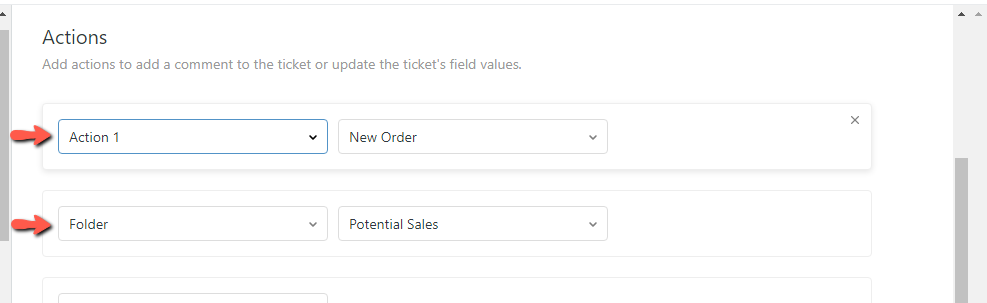 Actions
Add actions to add a comment to the ticket or update the ticket's field values.
Action 1 New Order
Folder Potential Sales